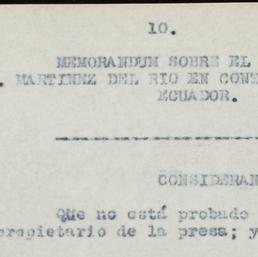 10.
MEMORANDUM SOBRE EL
. MARTINEZ DEL RIO EN CONT
ECUADOR.
CONSIDERAN
Que no está probado
propietario de la presa; y